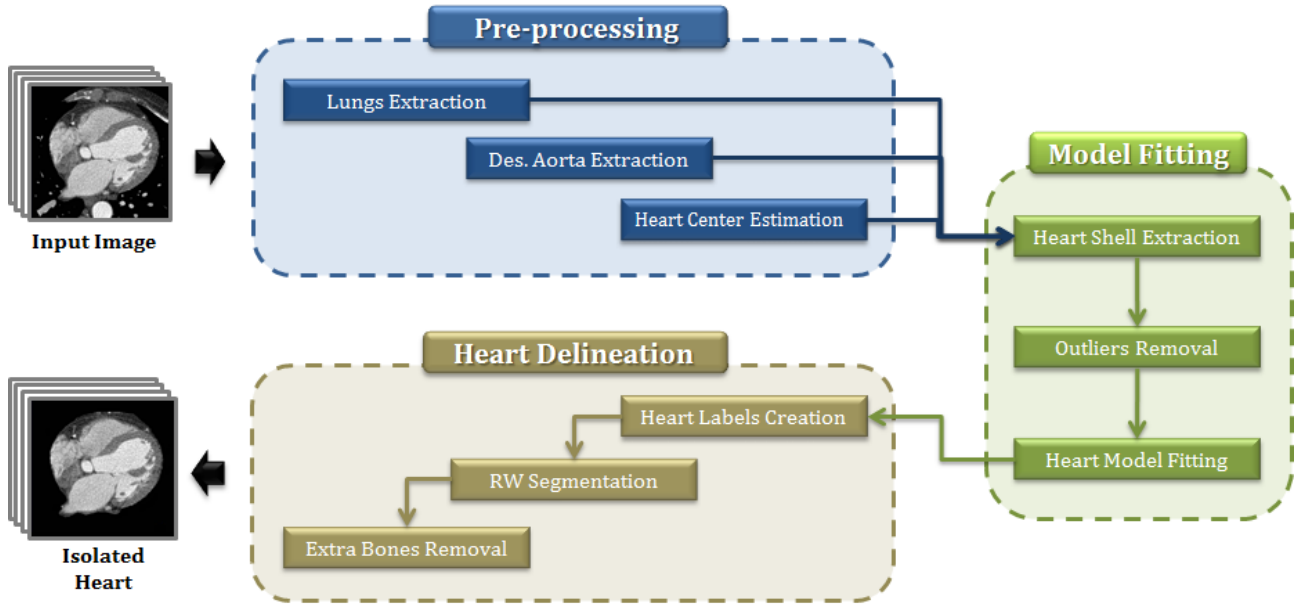 Pre-processing
Lungs Extraction
Des. Aorta Extraction
Heart Center Estimation
Input Image
Model Fitting
Heart Shell Extraction
Outliers Removal
Heart Model Fitting
Heart Delineation
Heart Labels Creation
RW Segmentation
Extra Bones Removal
Isolated
Heart